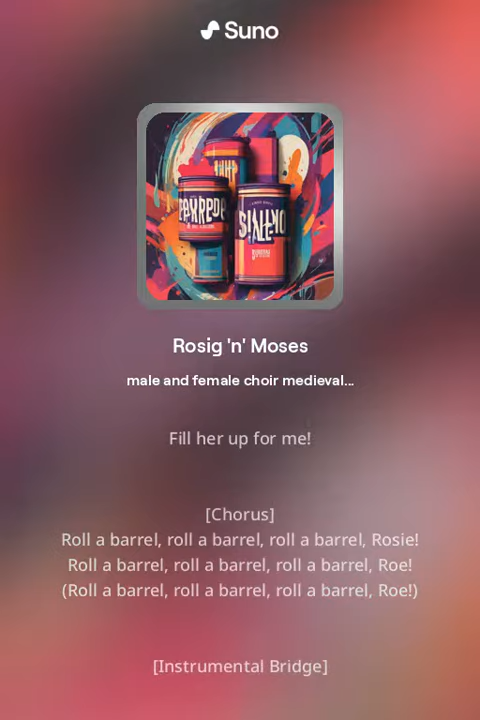 Suno
Rosig 'n' Moses
male and female choir medieval...
Fill her up for me!
[Chorus]
Roll a barrel, roll a barrel, roll a barrel, Rosie!
Roll a barrel, roll a barrel, roll a barrel, Roe!
(Roll a barrel, roll a barrel, roll a barrel, Roe!)
[Instrumental Bridge]